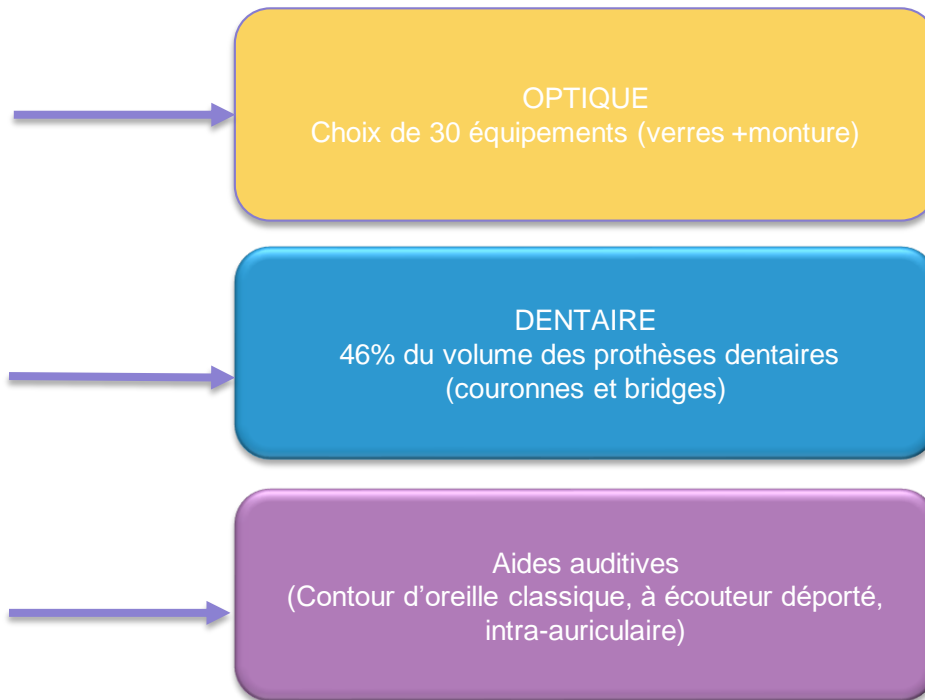 OPTIQUE
Choix de 30 équipements (verres +monture)
DENTAIRE
46% du volume des prothèses dentaires
(couronnes et bridges)
Aides auditives
(Contour d’oreille classique, à écouteur déporté,
intra-auriculaire)